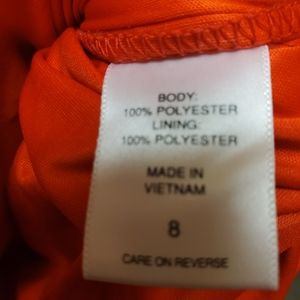 BODY:
100% POLYESTER
LINING:
100% POLYESTER
MADE IN
VIETNAM
8
CARE ON REVERSE